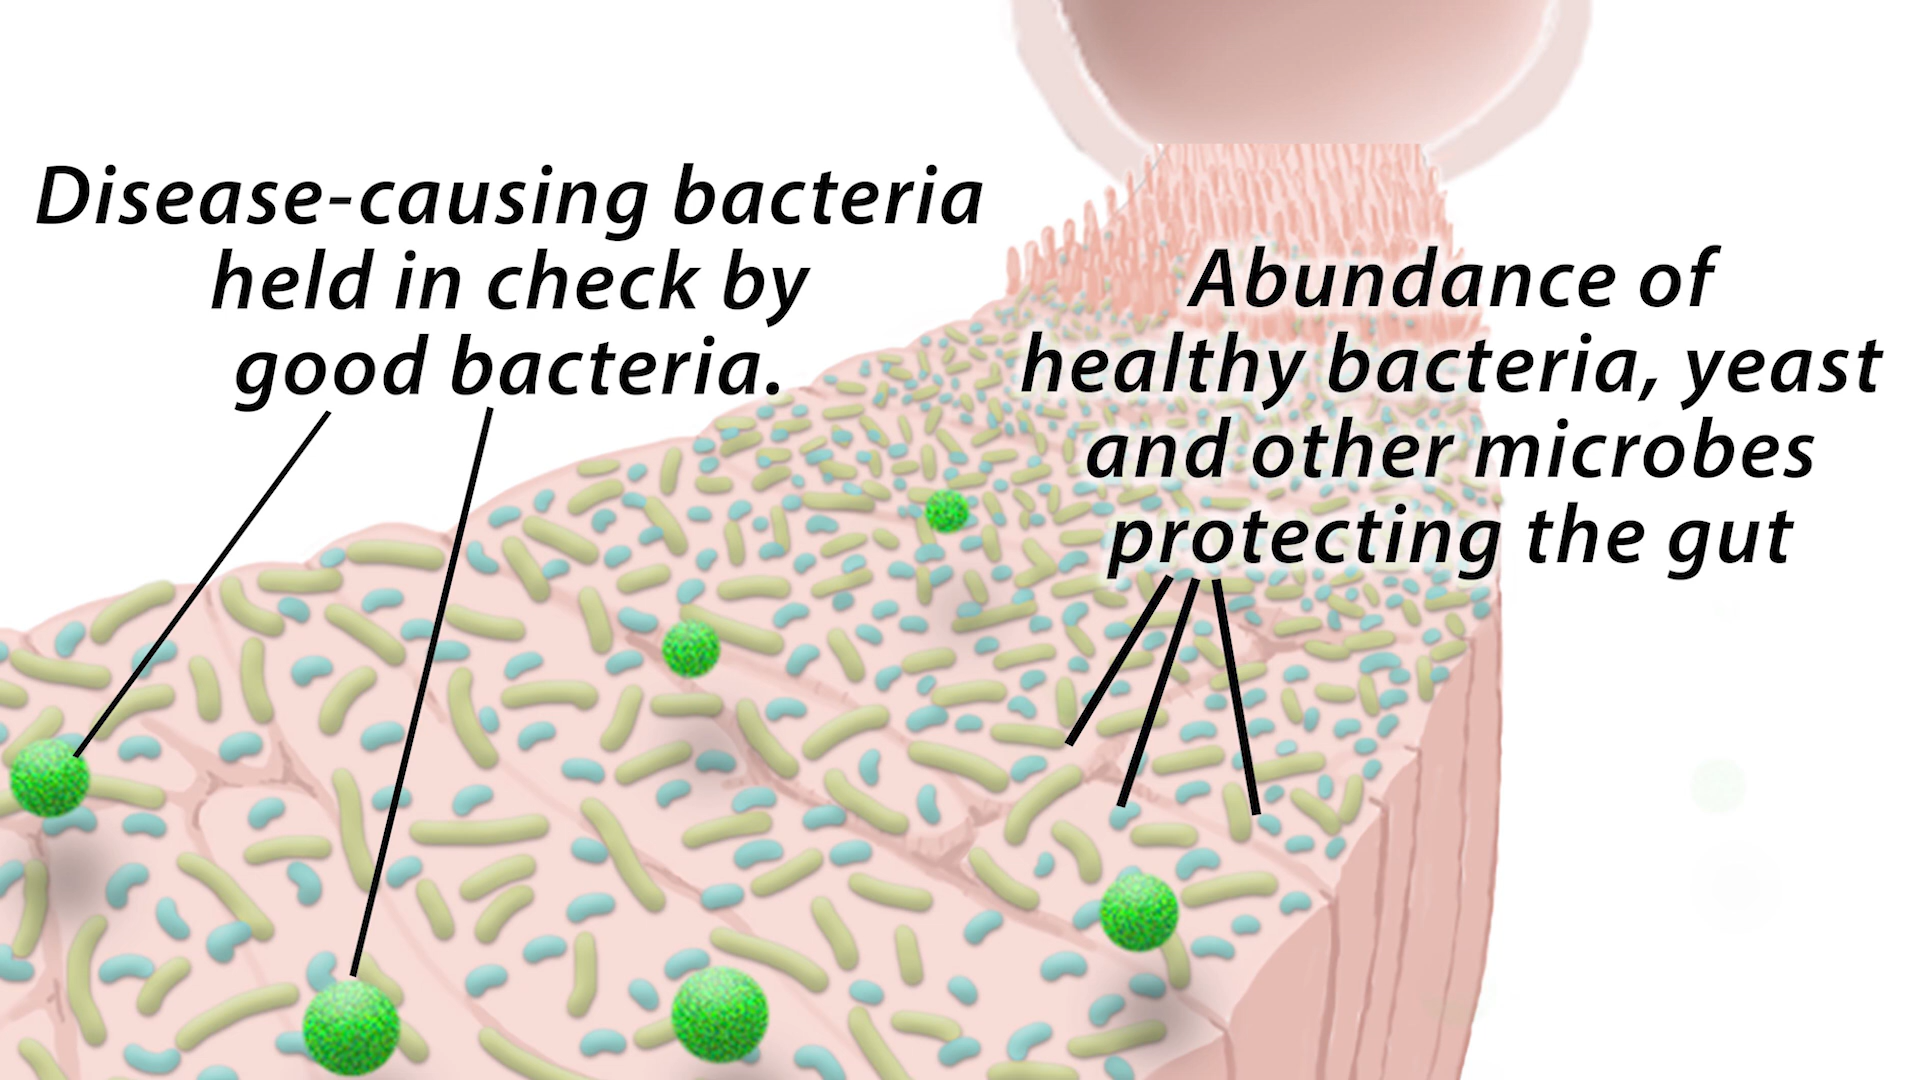 Disease-causing bacteria
held in check by
good bacteria.
Abundance of
healthy bacteria, yeast
and other microbes
protecting the gut